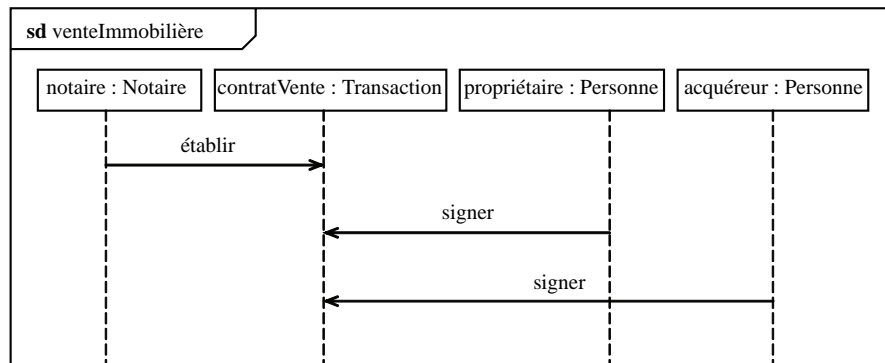 sd venteImmobilière
notaire : Notaire
contratVente : Transaction
propriétaire : Personne
acquéreur : Personne
établir
signer
signer